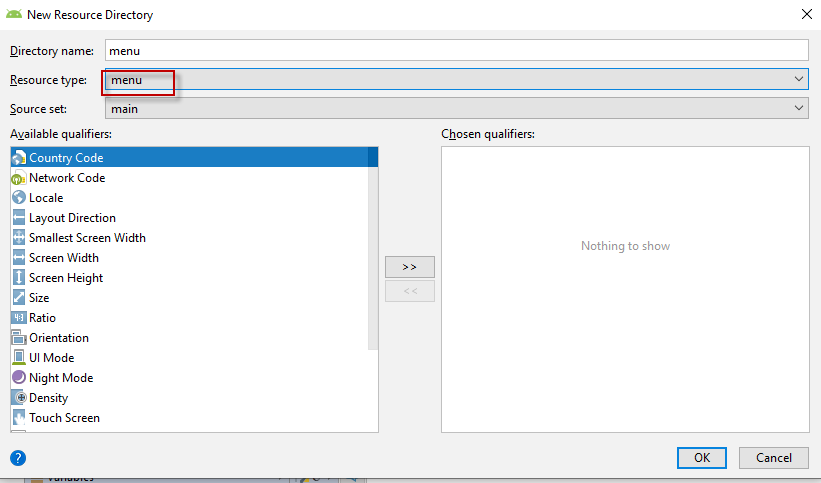 New Resource Directory
Directory name: menu
Resource type: menu
Source set: main
Available qualifiers:
Chosen qualifiers:
Country Code
Network Code
Locale
Layout Direction
Smallest Screen Width
Screen Width
Screen Height
Size
Ratio
Orientation
UI Mode
Night Mode
Density
Touch Screen
>>
<<
Nothing to show
?
OK
Cancel